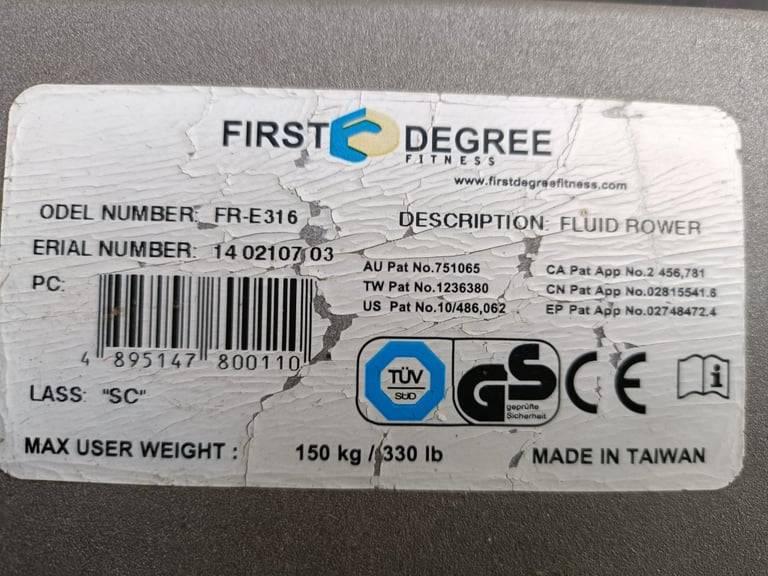 FIRST DEGREE
FITNESS
www.firstdegreefitness.com
ODEL NUMBER: FR-E316
DESCRIPTION: FLUID ROWER
ERIAL NUMBER: 14 02107 03
PC:
4 895147 800110
AU Pat No.751065
TW Pat No.1236380
US Pat No.10/486,062
CA Pat App No.2 456,781
CN Pat App No.02815541.6
EP Pat App No.02748472.4
TÜV
SÜD
GS
geprüfte
Sicherheit
CE
i
LASS: "SC"
MAX USER WEIGHT : 150 kg / 330 lb
MADE IN TAIWAN